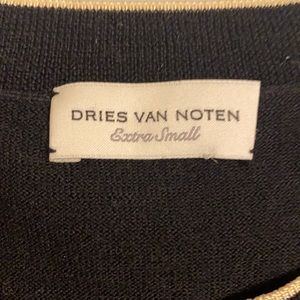 DRIES VAN NOTEN
Extra Small